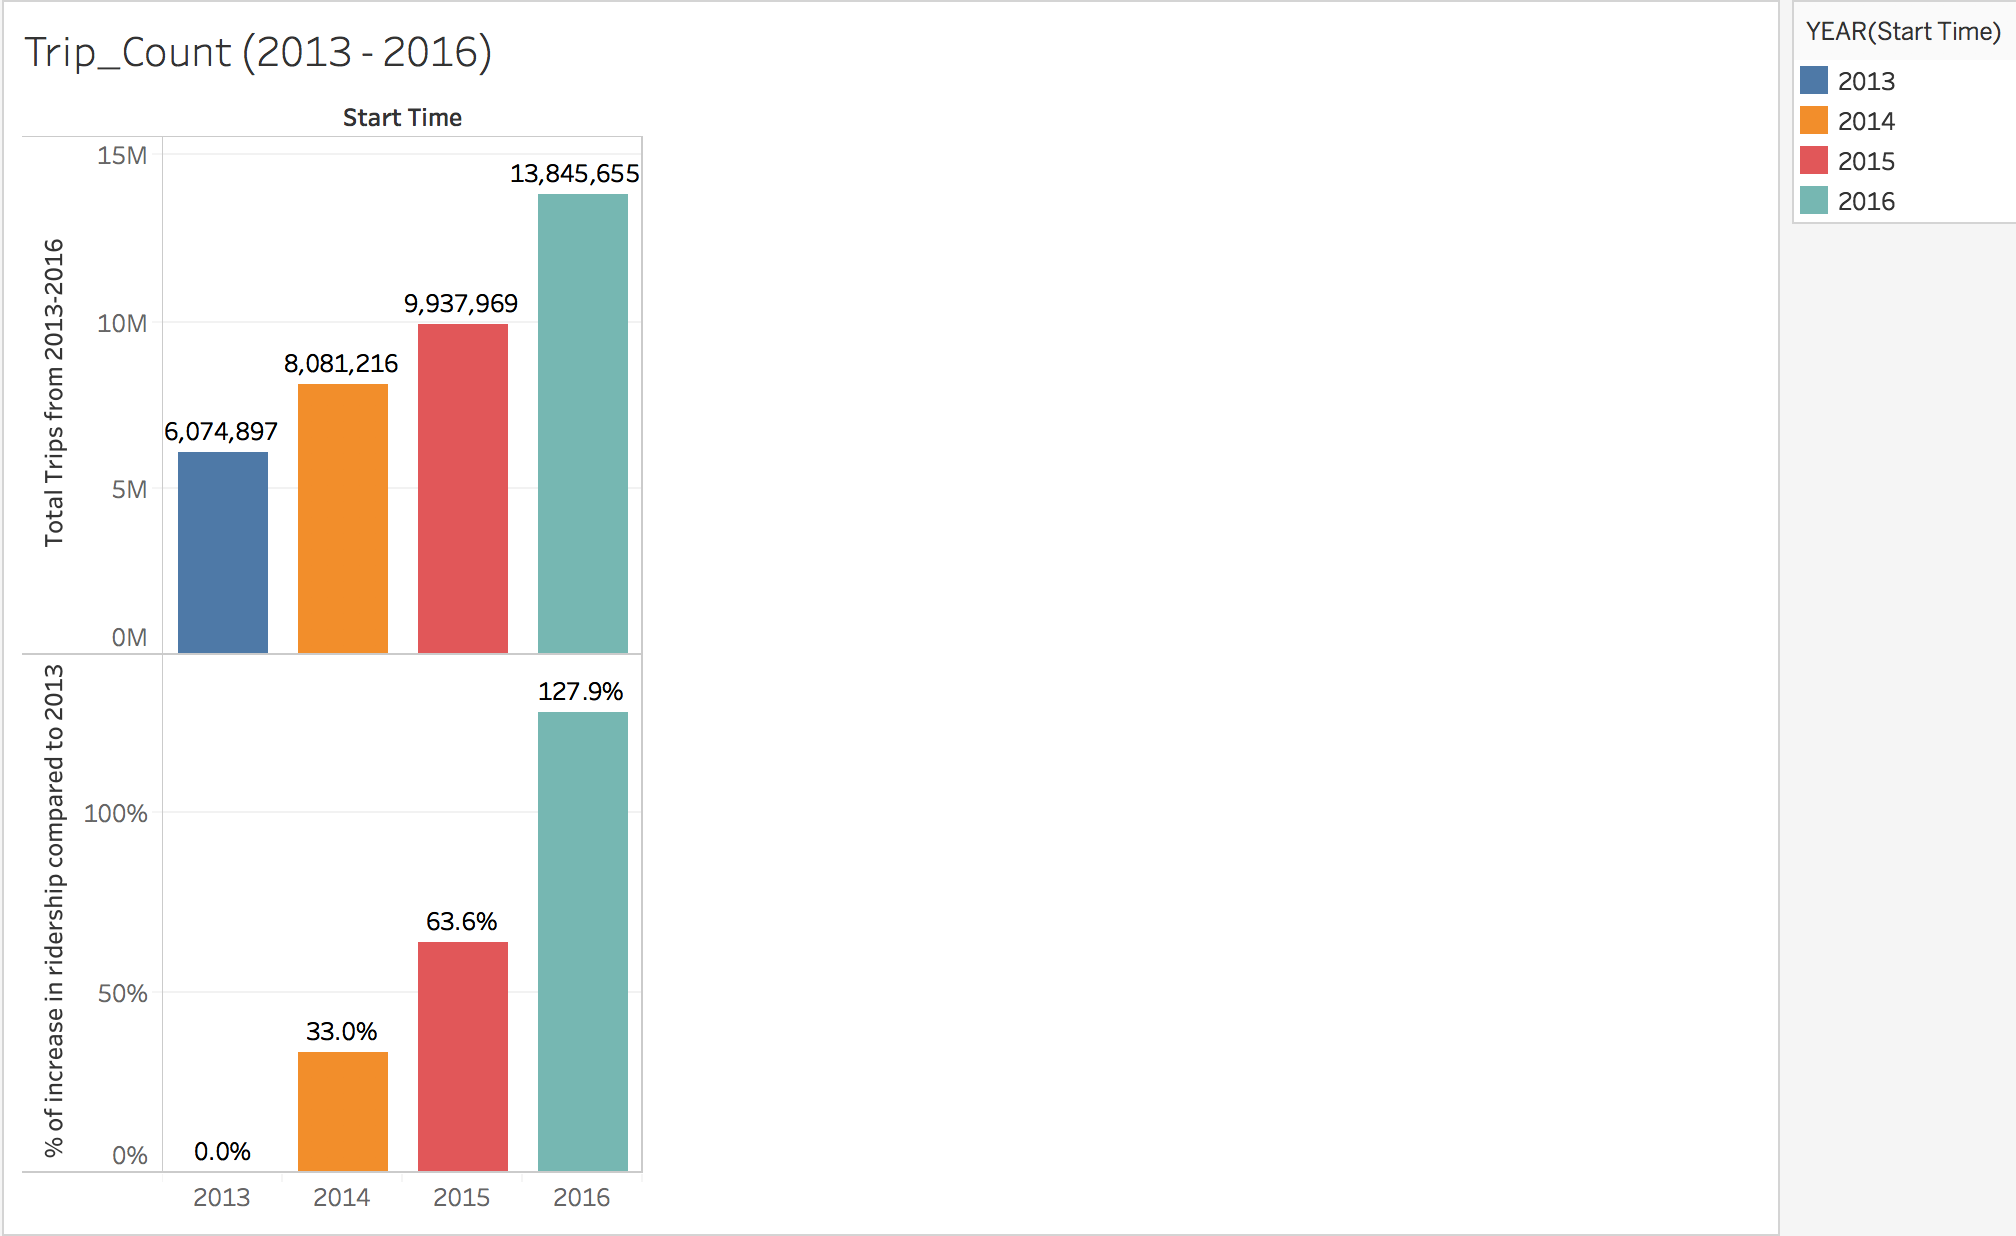 Trip_Count (2013 - 2016)
Start Time
Total Trips from 2013-2016
15M
10M
5M
0M
6,074,897
8,081,216
9,937,969
13,845,655
% of increase in ridership compared to 2013
100%
50%
0%
0.0%
33.0%
63.6%
127.9%
2013
2014
2015
2016
YEAR(Start Time)
2013
2014
2015
2016